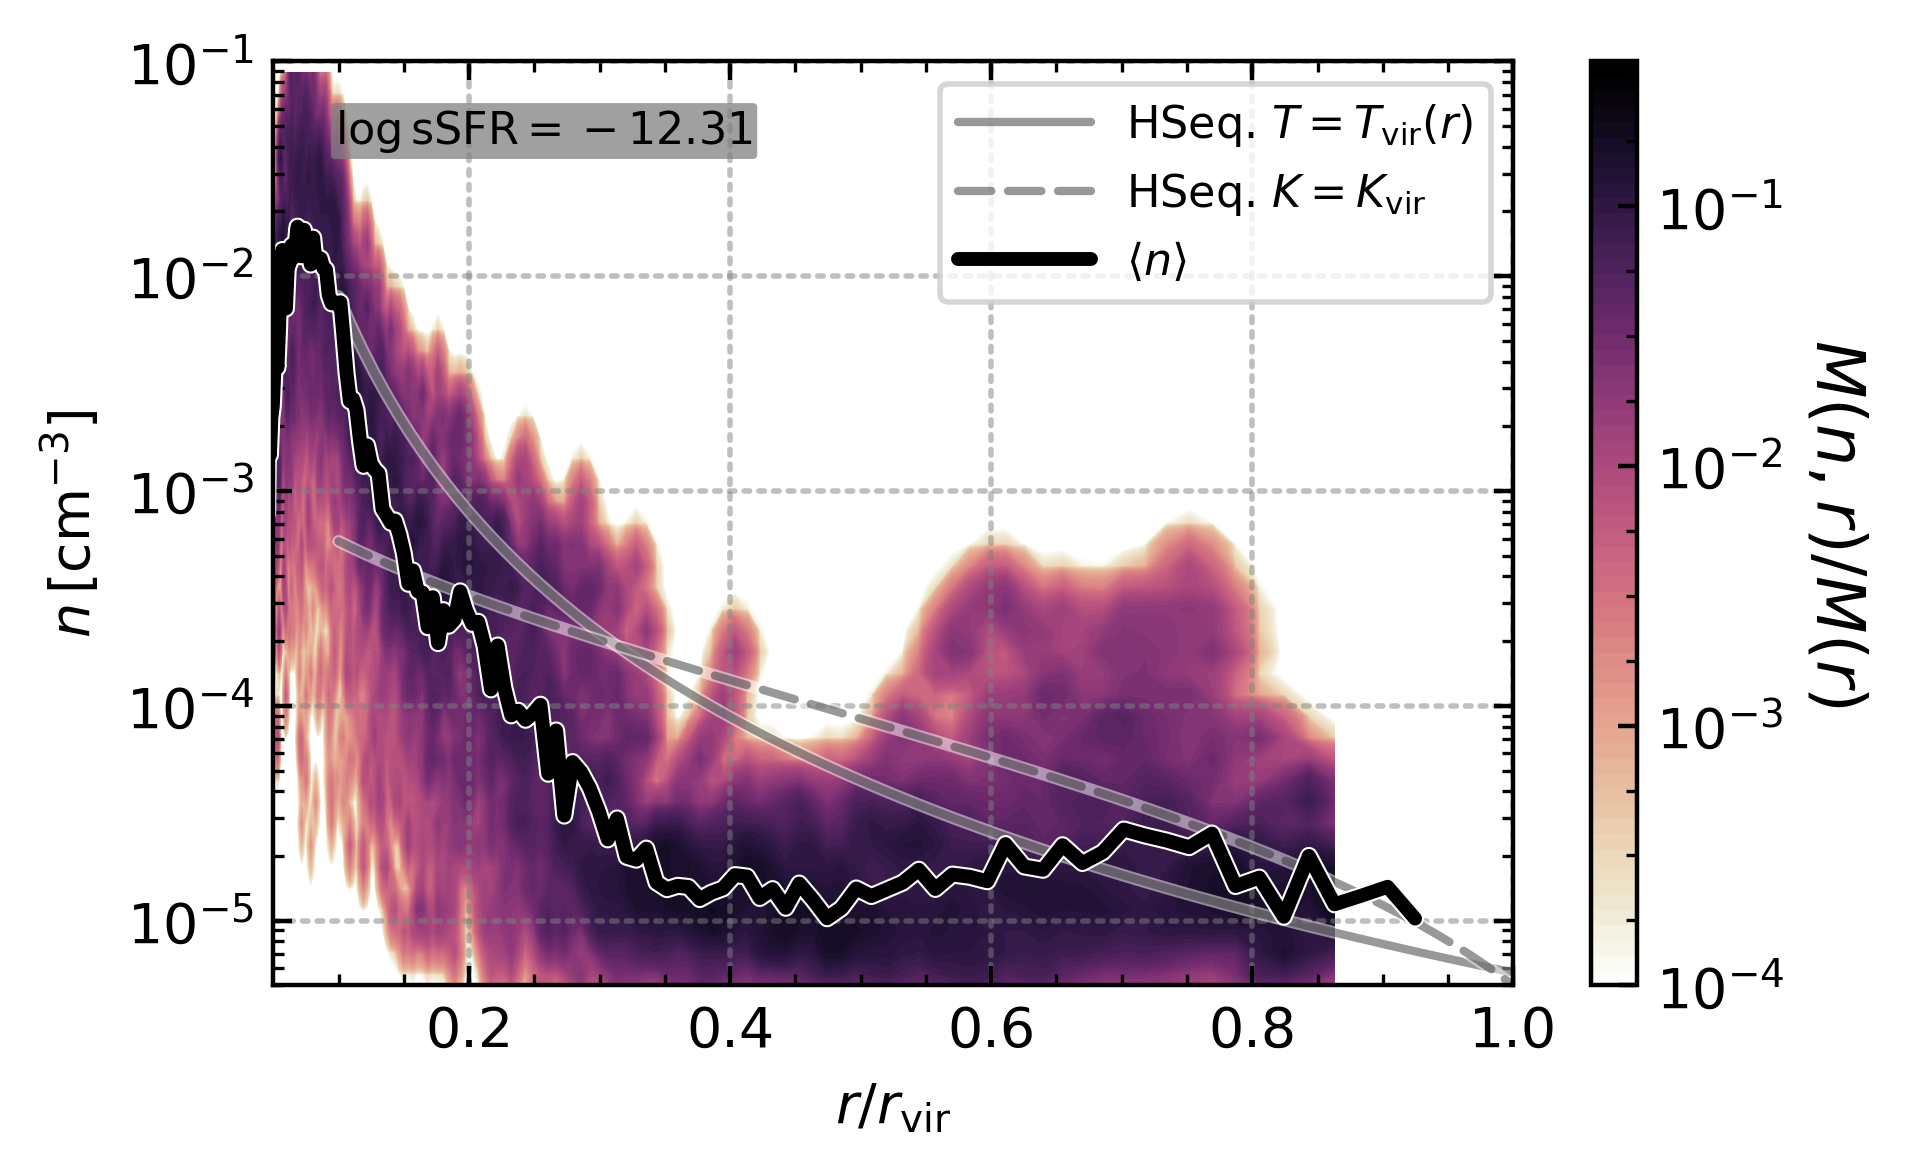 log sSFR = −12.31
HSeq. T = T_vir(r)
HSeq. K = K_vir
⟨n⟩
10⁻¹
10⁻²
10⁻³
10⁻⁴
10⁻⁵
n [cm⁻³]
0.2 0.4 0.6 0.8 1.0
r/r_vir
10⁻¹
10⁻²
10⁻³
10⁻⁴
M(n, r)/M(r)